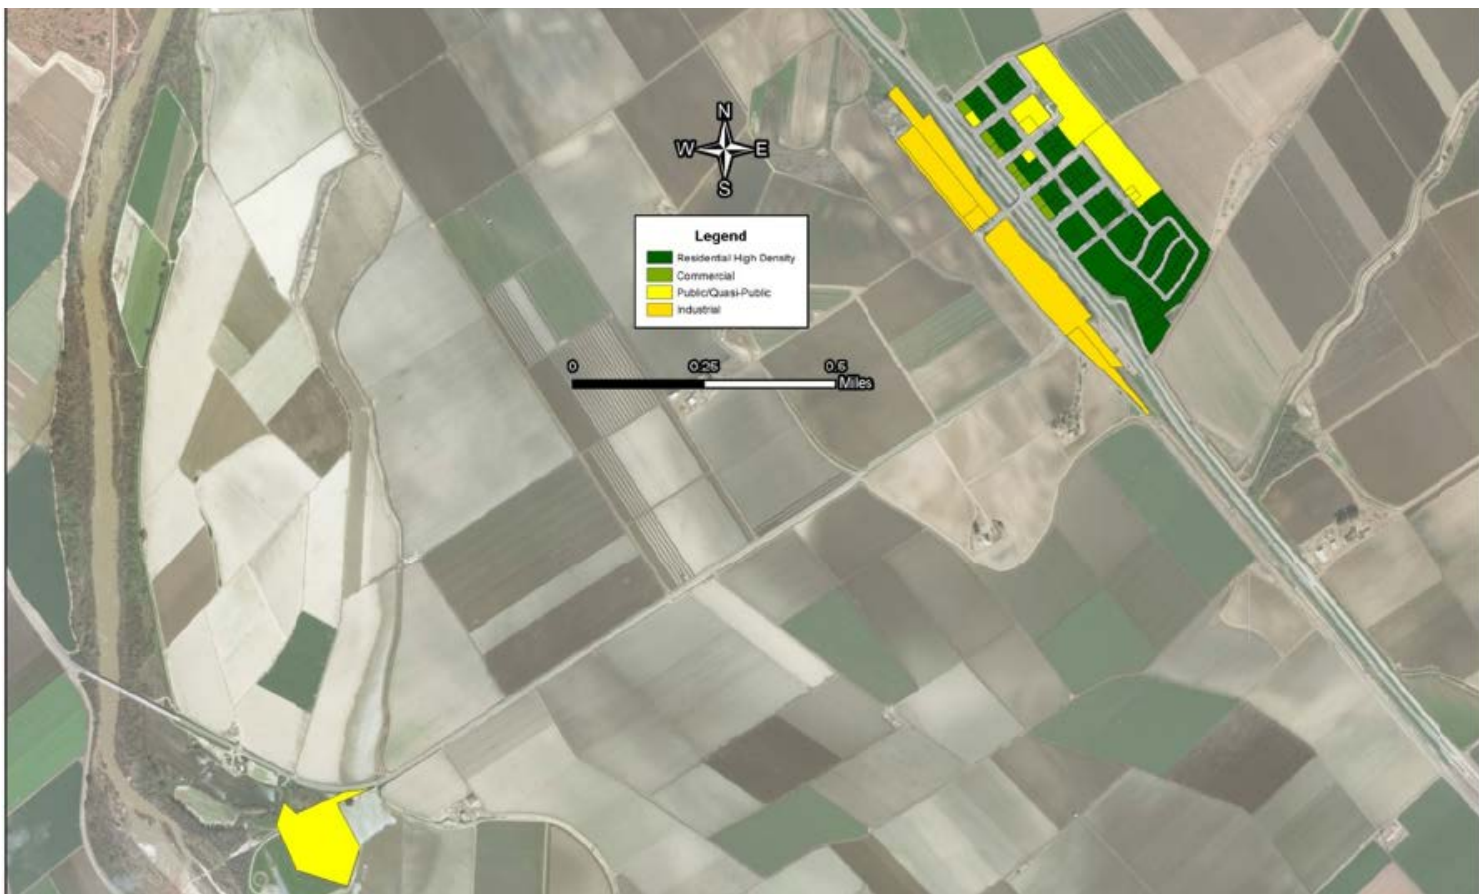 N
W E
S
Legend
Residential High Density
Commercial
Public/Quasi-Public
Industrial
0 0.25 0.5
Miles